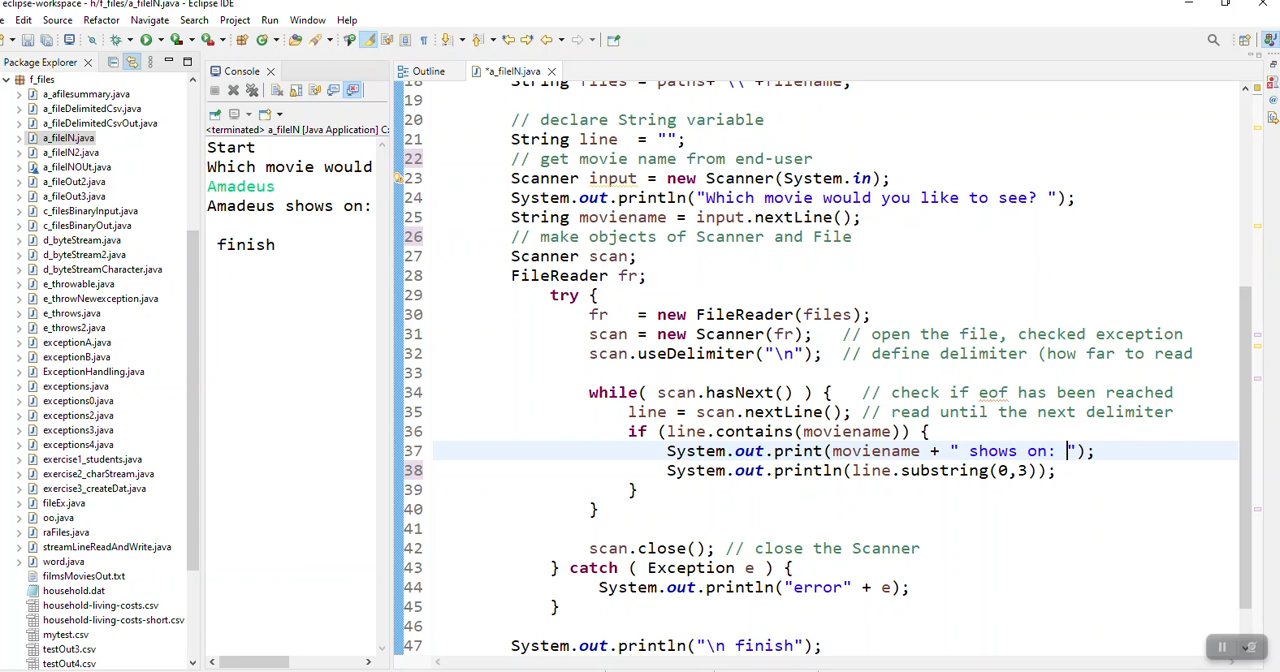 eclipse-workspace - h/f_files/a_fileIN.java - Eclipse IDE
Edit Source Refactor Navigate Search Project Run Window Help
Package Explorer
f_files
a_afilesummary.java
a_fileDelimitedCsv.java
a_fileDelimitedCsvOut.java
a_fileIN.java
a_fileIN2.java
a_fileINOUt.java
a_fileOut2.java
a_fileOut3.java
c_filesBinaryInput.java
c_filesBinaryOut.java
d_byteStream.java
d_byteStream2.java
d_byteStreamCharacter.java
e_throwable.java
e_throwNewexception.java
e_throws.java
e_throws2.java
exceptionA.java
exceptionB.java
ExceptionHandling.java
exceptions.java
exceptions0.java
exceptions2.java
exceptions3.java
exceptions4.java
exercise1_students.java
exercise2_charStream.java
exercise3_createDat.java
fileEx.java
oo.java
raFiles.java
streamLineReadAndWrite.java
word.java
filmsMoviesOut.txt
household.dat
household-living-costs.csv
household-living-costs-short.csv
mytest.csv
testOut3.csv
testOut4.csv
Console
<terminated> a_fileIN [Java Application] C:
Start
Which movie would
Amadeus
Amadeus shows on:
finish
Outline
*a_fileIN.java
18 String files = paths+ "\\" +filename;
19
20 // declare String variable
21 String line = "";
22 // get movie name from end-user
23 Scanner input = new Scanner(System.in);
24 System.out.println("Which movie would you like to see? ");
25 String moviename = input.nextLine();
26 // make objects of Scanner and File
27 Scanner scan;
28 FileReader fr;
29 try {
30 fr = new FileReader(files);
31 scan = new Scanner(fr); // open the file, checked exception
32 scan.useDelimiter("\n"); // define delimiter (how far to read
33
34 while( scan.hasNext() ) { // check if eof has been reached
35 line = scan.nextLine(); // read until the next delimiter
36 if (line.contains(moviename)) {
37 System.out.print(moviename + " shows on: ");
38 System.out.println(line.substring(0,3));
39 }
40 }
41
42 scan.close(); // close the Scanner
43 } catch ( Exception e ) {
44 System.out.println("error" + e);
45 }
47 System.out.println("\n finish");